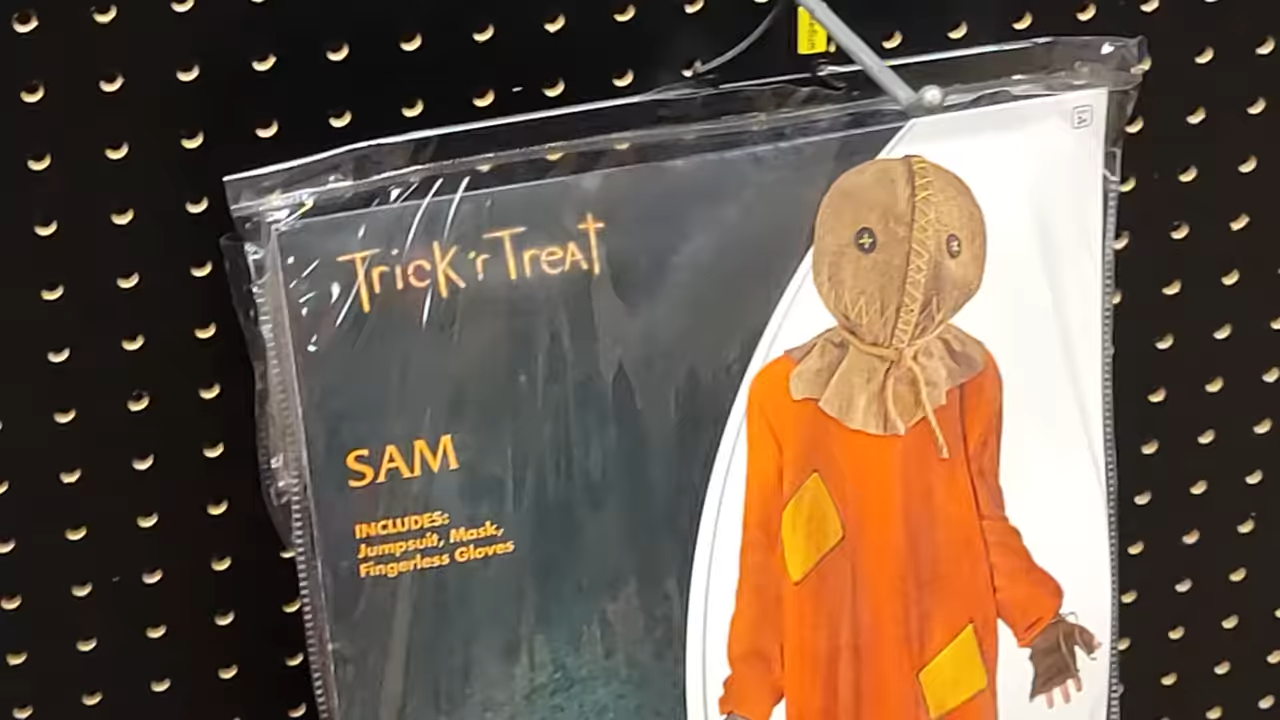 Trick 'r Treat
SAM
INCLUDES:
Jumpsuit, Mask,
Fingerless Gloves